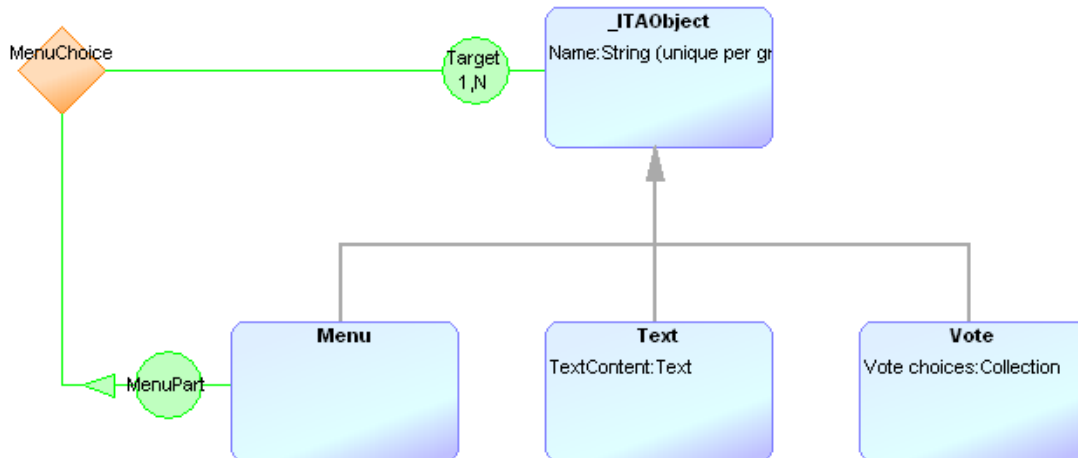 _ITAObject
MenuChoice
Name:String (unique per gr
Target
1,N
Menu
Text
Vote
TextContent:Text
Vote choices:Collection
MenuPart